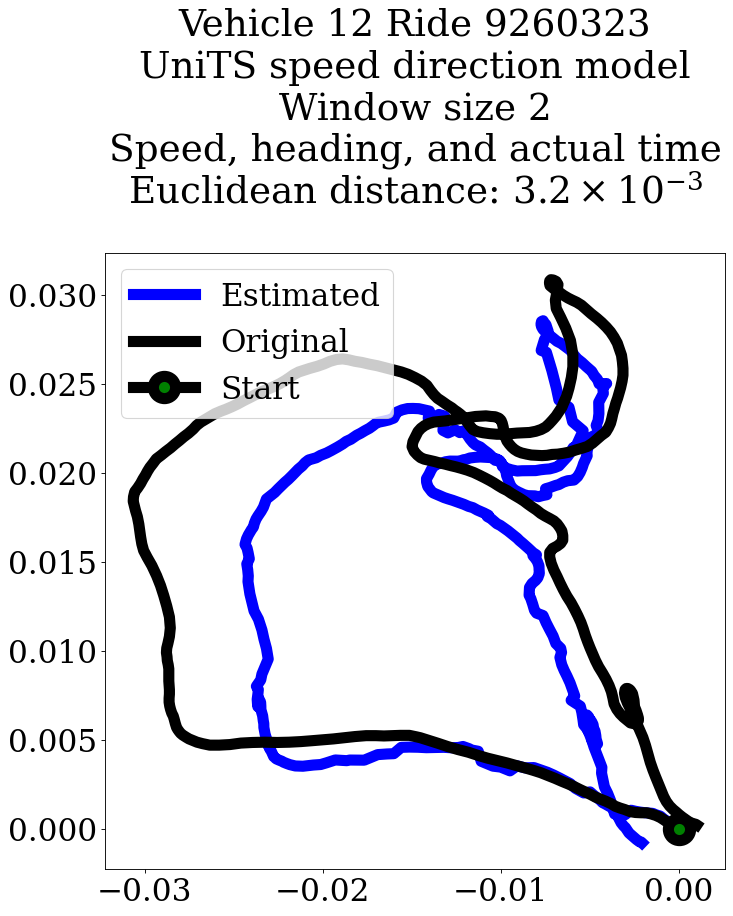 Vehicle 12 Ride 9260323
UniTS speed direction model
Window size 2
Speed, heading, and actual time
Euclidean distance: 3.2 × 10⁻³
Estimated
Original
Start
0.030
0.025
0.020
0.015
0.010
0.005
0.000
−0.03 −0.02 −0.01 0.00